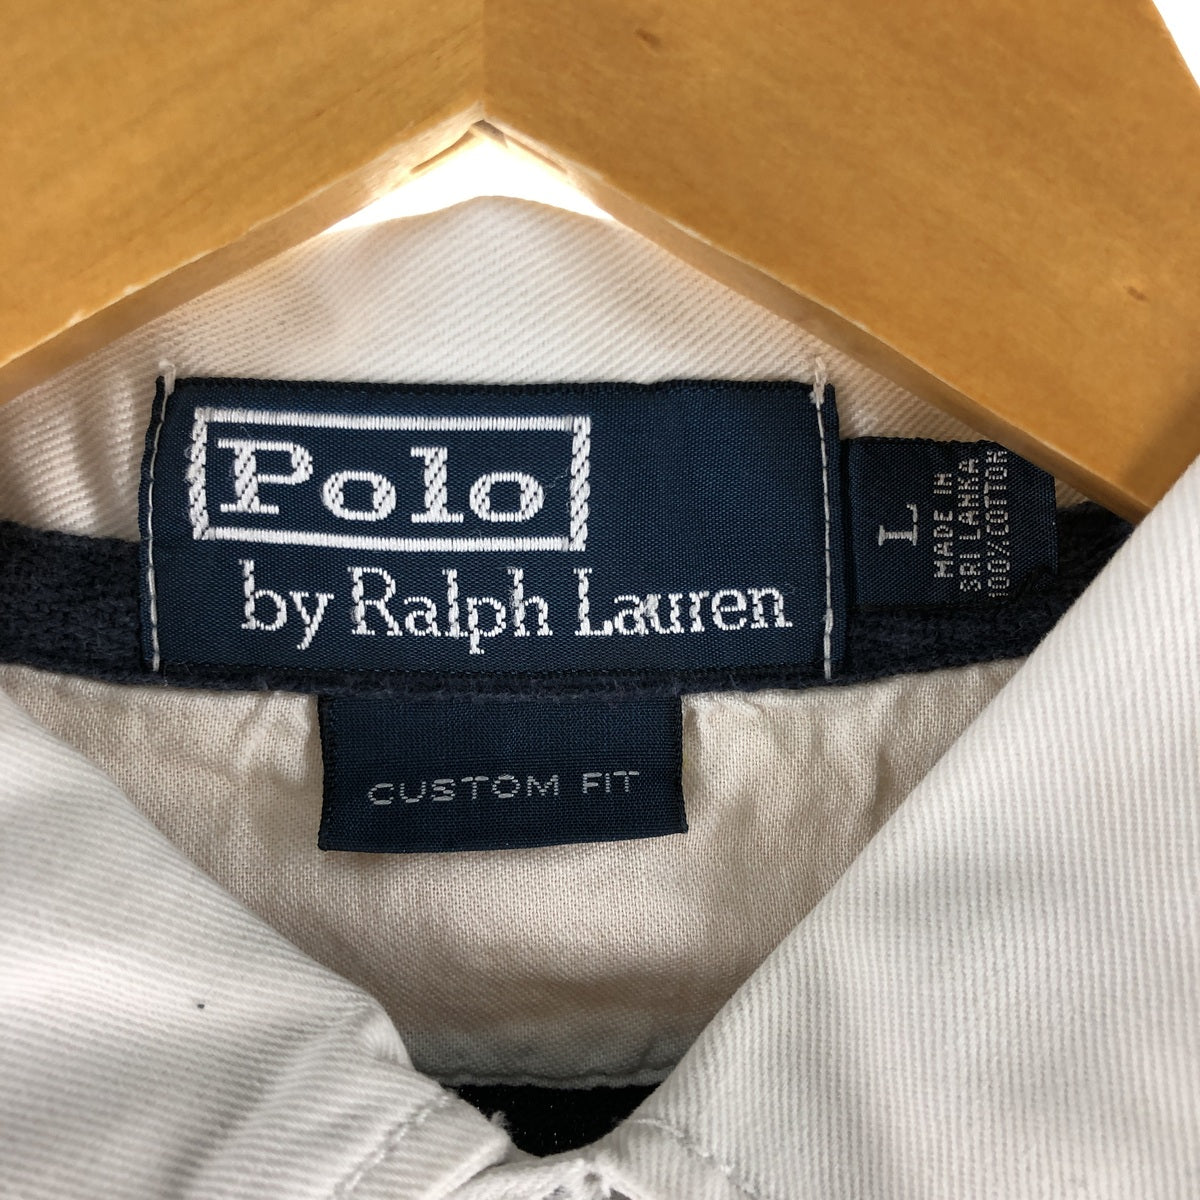 Polo
by Ralph Lauren
L
MADE IN
SRI LANKA
100% COTTON
CUSTOM FIT